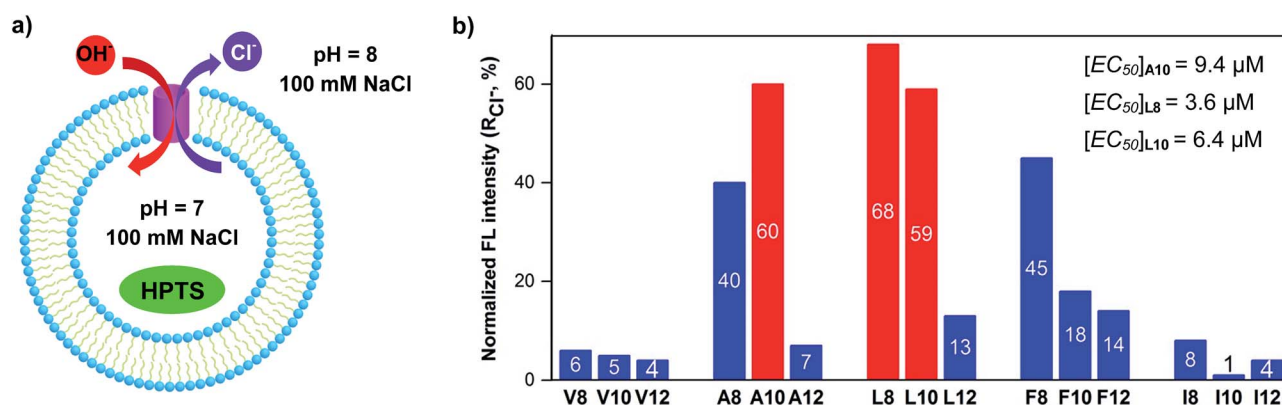 a)
OH⁻
Cl⁻
pH = 8
100 mM NaCl
pH = 7
100 mM NaCl
HPTS
b)
Normalized FL intensity (R_Cl⁻, %)
60
40
20
0
[EC₅₀]A10 = 9.4 µM
[EC₅₀]L8 = 3.6 µM
[EC₅₀]L10 = 6.4 µM
6 5 4 40 60 7 68 59 13 45 18 14 8 1 4
V8 V10 V12 A8 A10 A12 L8 L10 L12 F8 F10 F12 I8 I10 I12